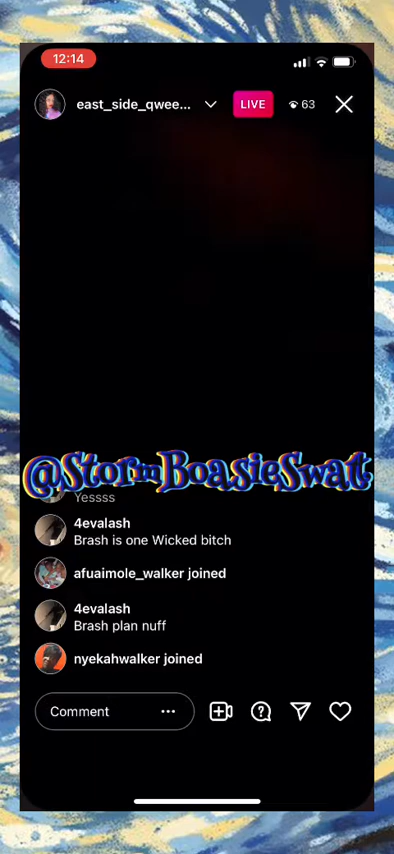 12:14
east_side_qwee...
LIVE
63
@StormBoasieSwat
Yessss
4evalash
Brash is one Wicked bitch
afuaimole_walker joined
4evalash
Brash plan nuff
nyekahwalker joined
Comment